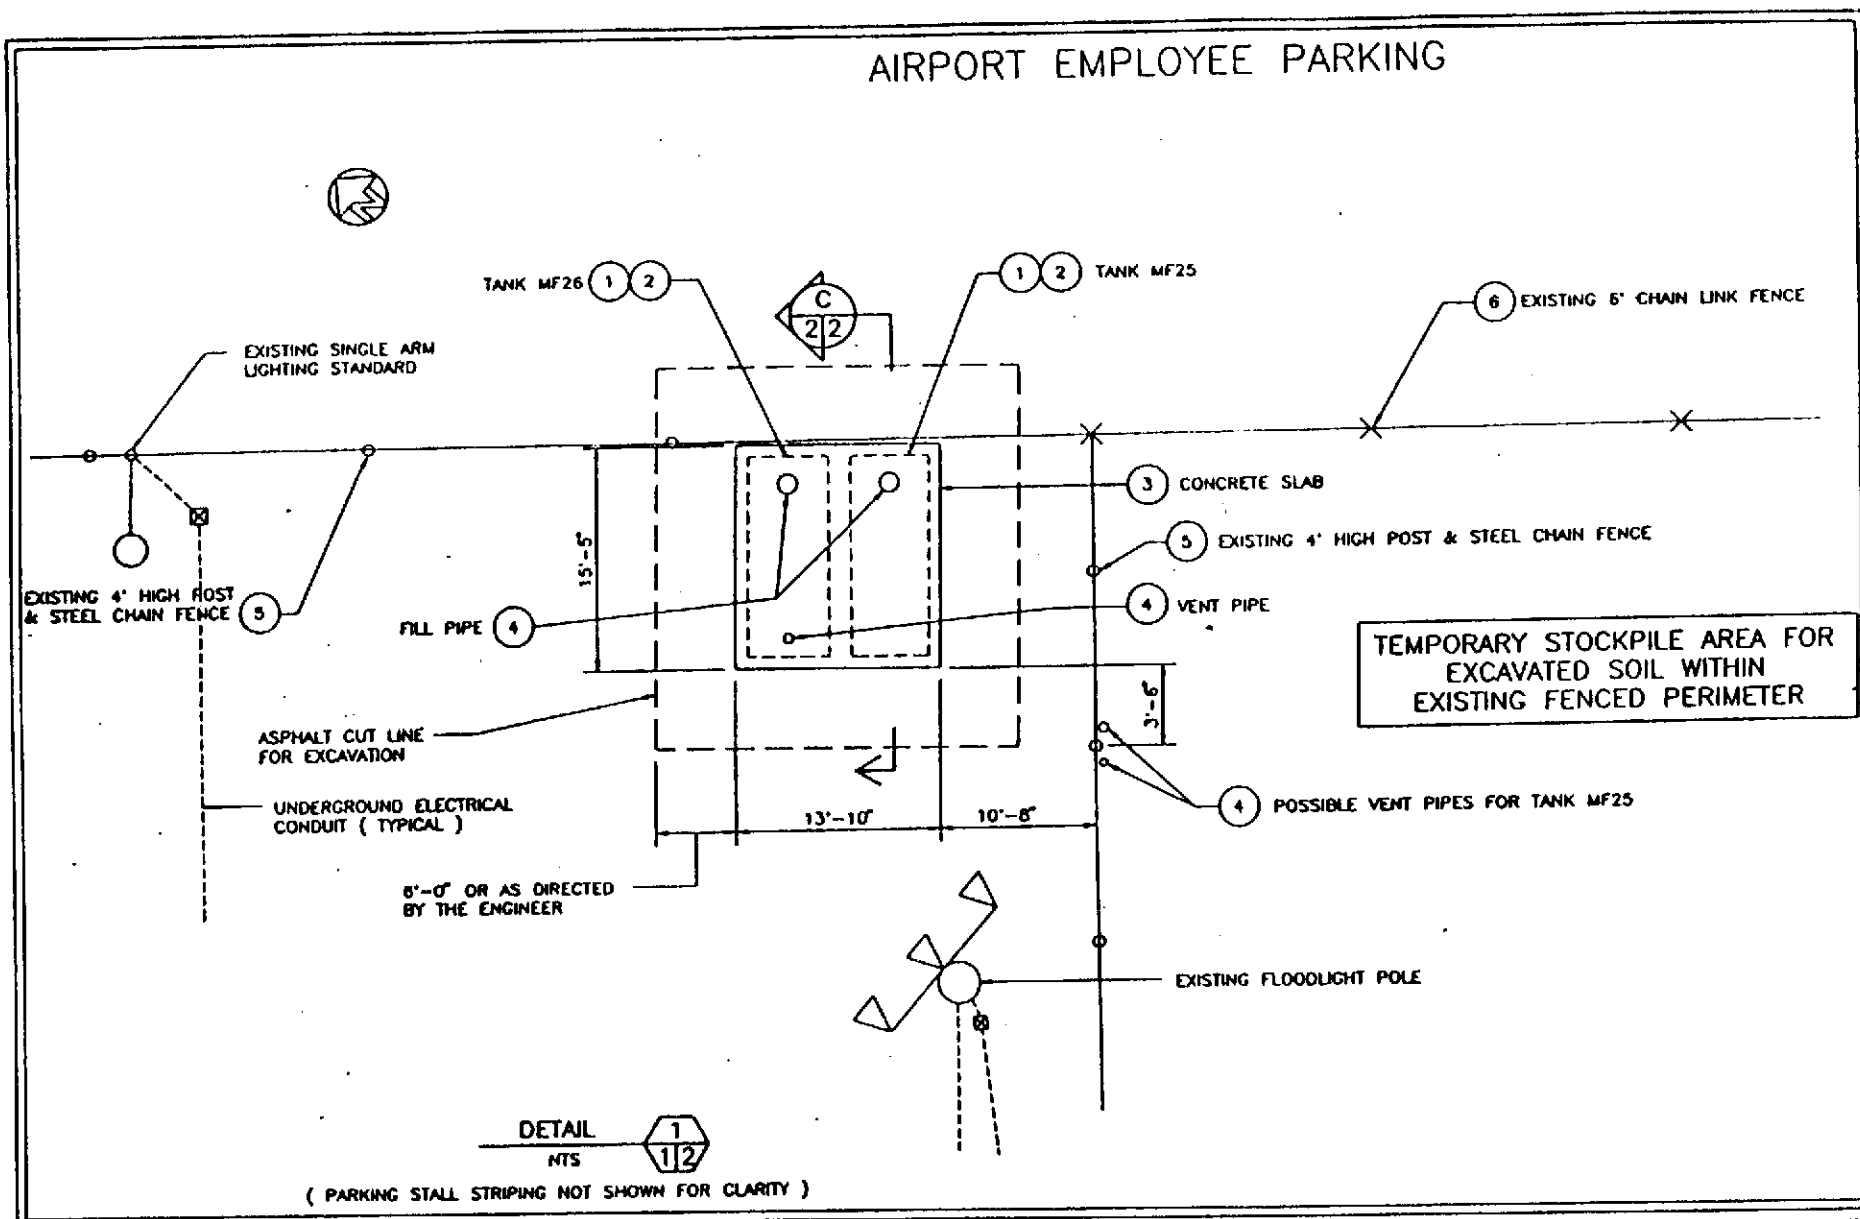 AIRPORT EMPLOYEE PARKING
TANK MF26 1 2
1 2 TANK MF25
C
2 2
6 EXISTING 6' CHAIN LINK FENCE
EXISTING SINGLE ARM
LIGHTING STANDARD
3 CONCRETE SLAB
5 EXISTING 4' HIGH POST & STEEL CHAIN FENCE
15'-5"
EXISTING 4' HIGH POST
& STEEL CHAIN FENCE 5
FILL PIPE 4
4 VENT PIPE
TEMPORARY STOCKPILE AREA FOR
EXCAVATED SOIL WITHIN
EXISTING FENCED PERIMETER
3'-6"
ASPHALT CUT LINE
FOR EXCAVATION
UNDERGROUND ELECTRICAL
CONDUIT ( TYPICAL )
4 POSSIBLE VENT PIPES FOR TANK MF25
13'-10"
10'-8"
OR AS DIRECTED
BY THE ENGINEER
EXISTING FLOODLIGHT POLE
DETAIL
NTS
1
1 2
( PARKING STALL STRIPING NOT SHOWN FOR CLARITY )